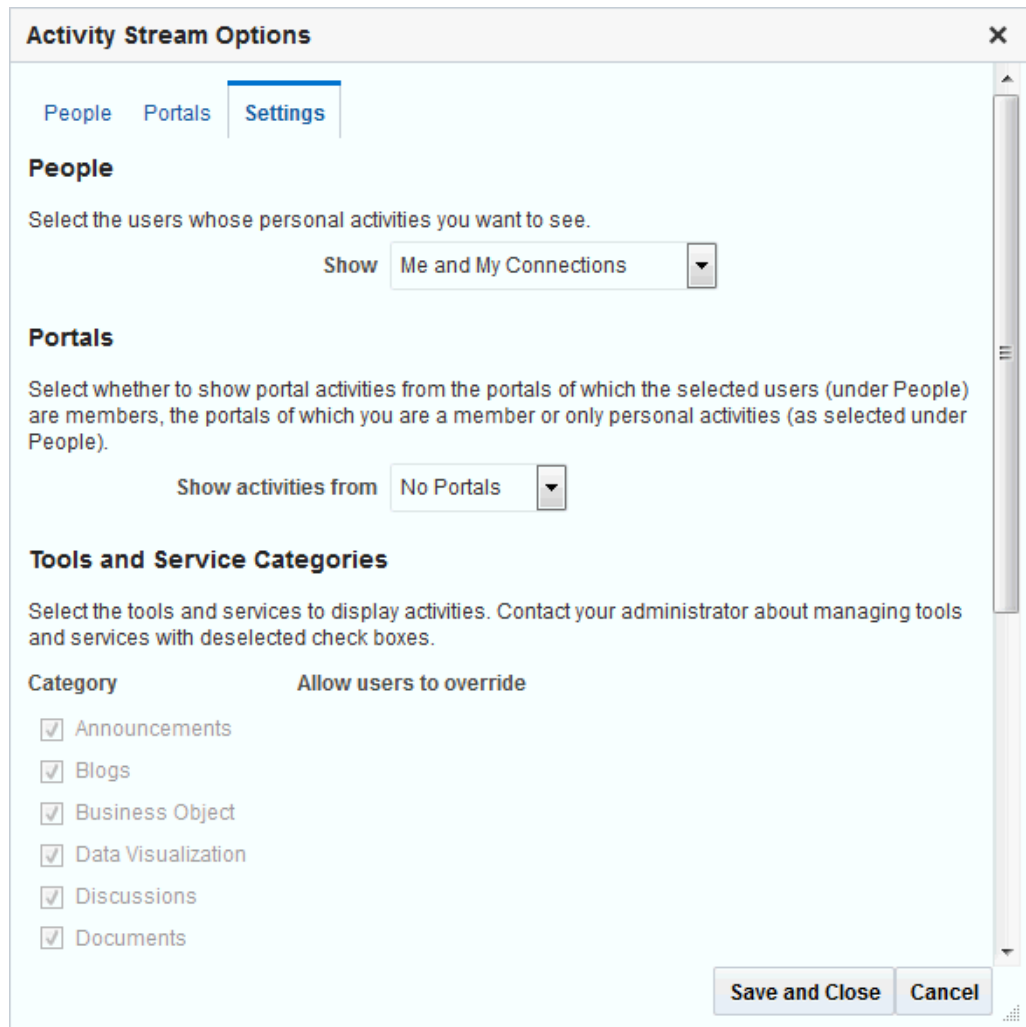 Activity Stream Options
People Portals Settings
People
Select the users whose personal activities you want to see.
Show Me and My Connections
Portals
Select whether to show portal activities from the portals of which the selected users (under People)
are members, the portals of which you are a member or only personal activities (as selected under
People).
Show activities from No Portals
Tools and Service Categories
Select the tools and services to display activities. Contact your administrator about managing tools
and services with deselected check boxes.
Category Allow users to override
Announcements
Blogs
Business Object
Data Visualization
Discussions
Documents
Save and Close Cancel